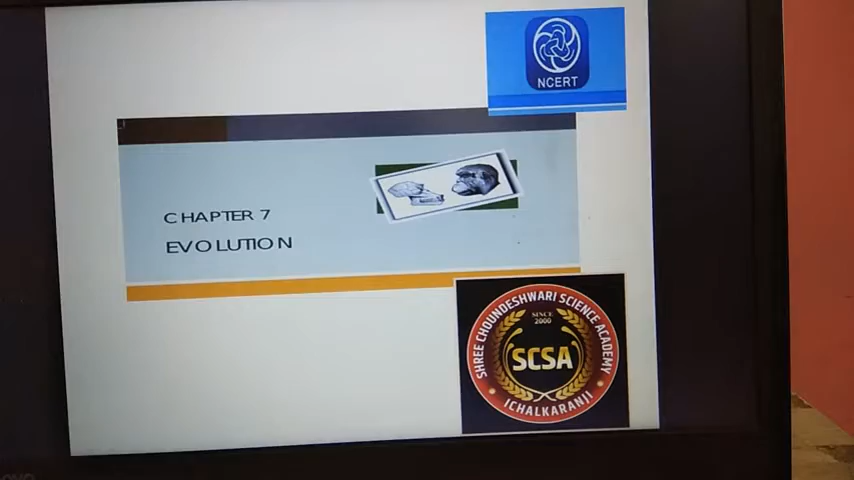 NCERT
CHAPTER 7
EVOLUTION
SHREE CHOUNDESHWARI SCIENCE ACADEMY
SINCE
2000
SCSA
ICHALKARANJI